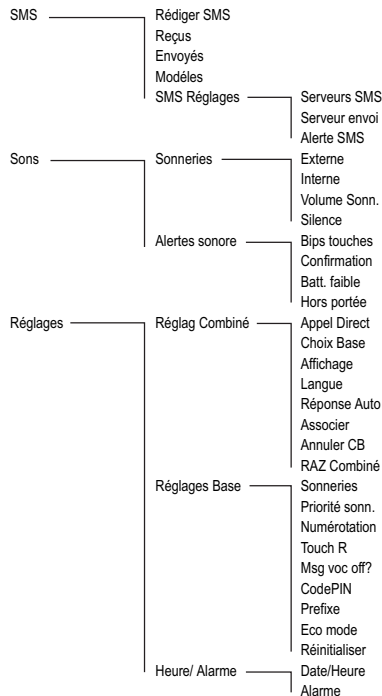 SMS Rédiger SMS
Reçus
Envoyés
Modéles
SMS Réglages Serveurs SMS
Serveur envoi
Alerte SMS
Sons Sonneries Externe
Interne
Volume Sonn.
Silence
Alertes sonore Bips touches
Confirmation
Batt. faible
Hors portée
Réglages Réglag Combiné Appel Direct
Choix Base
Affichage
Langue
Réponse Auto
Associer
Annuler CB
RAZ Combiné
Réglages Base Sonneries
Priorité sonn.
Numérotation
Touch R
Msg voc off?
CodePIN
Prefixe
Eco mode
Réinitialiser
Heure/ Alarme Date/Heure
Alarme